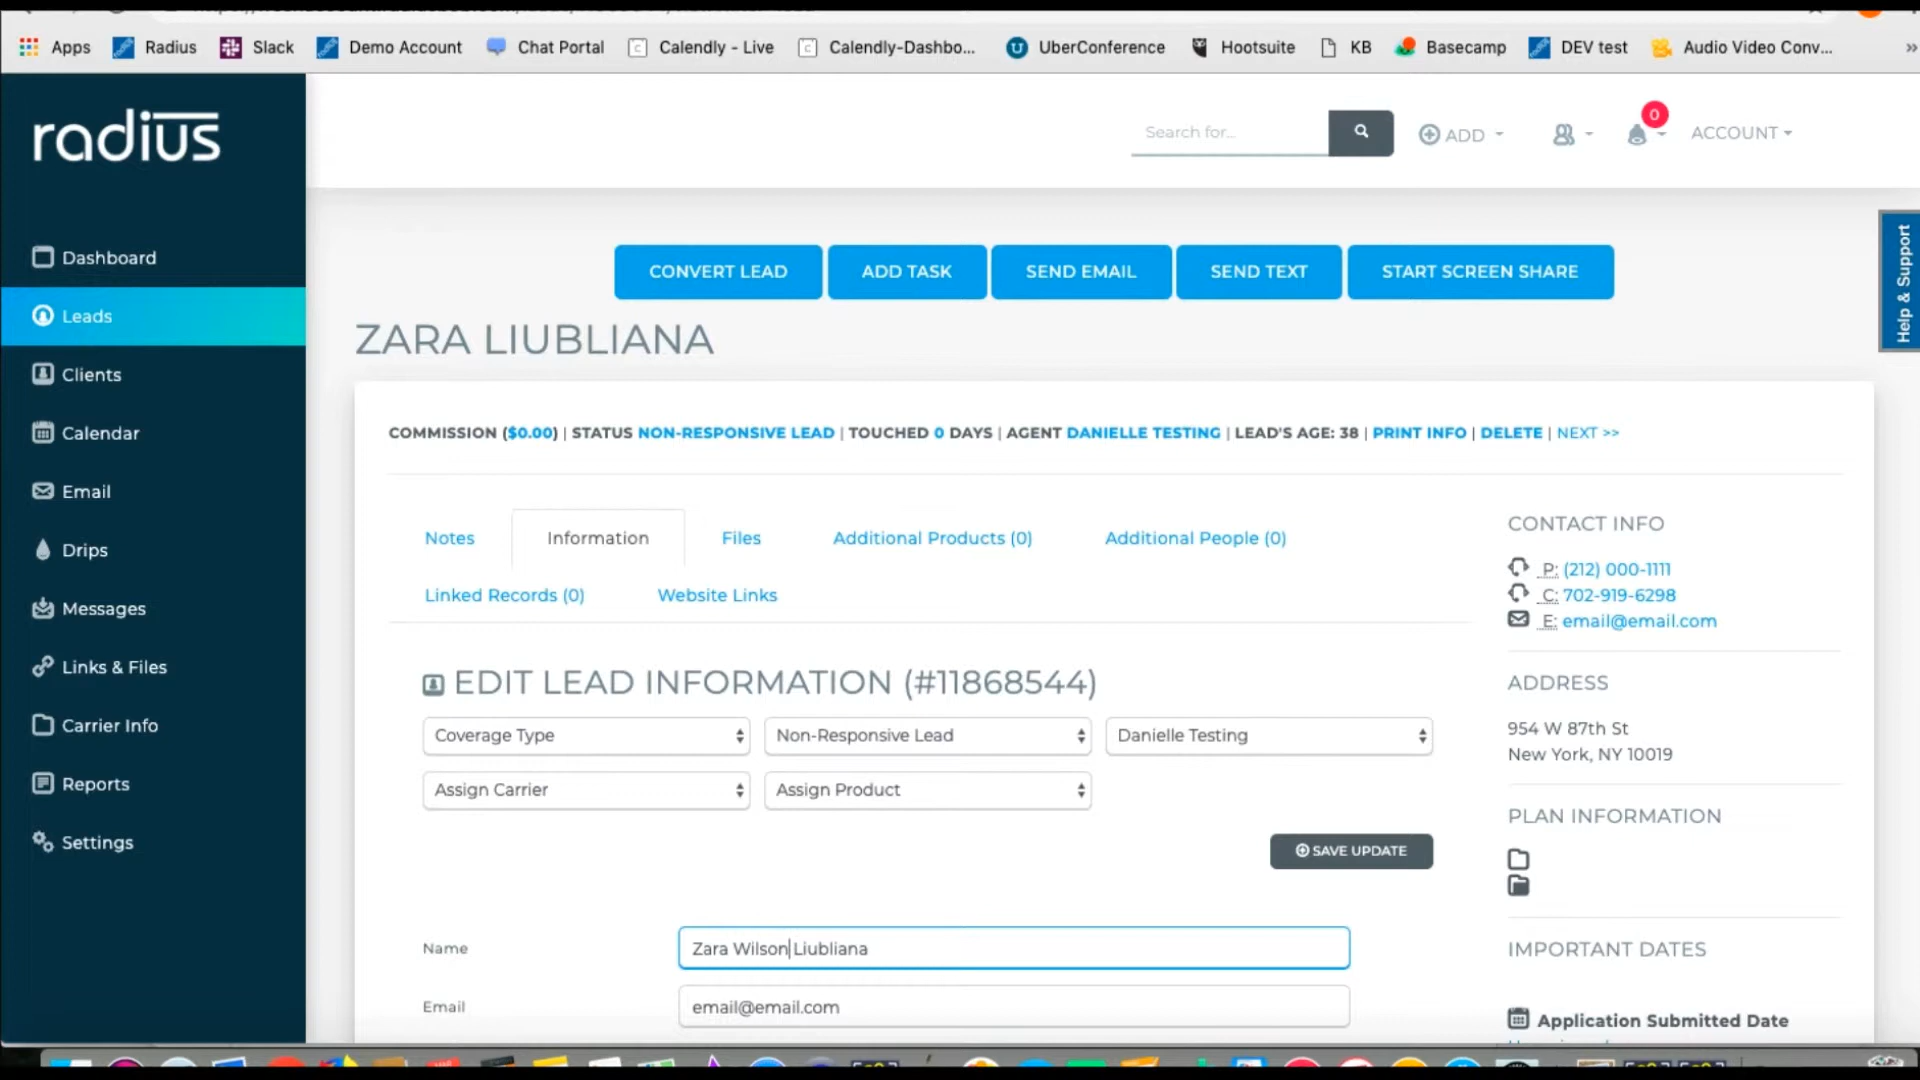 Apps Radius Slack Demo Account Chat Portal Calendly - Live Calendly-Dashbo... UberConference Hootsuite KB Basecamp DEV test Audio Video Conv... »
radius
Search for... ADD 0 ACCOUNT
Help & Support
Dashboard
Leads
Clients
Calendar
Email
Drips
Messages
Links & Files
Carrier Info
Reports
Settings
CONVERT LEAD ADD TASK SEND EMAIL SEND TEXT START SCREEN SHARE
ZARA LIUBLIANA
COMMISSION ($0.00) | STATUS NON-RESPONSIVE LEAD | TOUCHED 0 DAYS | AGENT DANIELLE TESTING | LEAD'S AGE: 38 | PRINT INFO | DELETE | NEXT >>
Notes Information Files Additional Products (0) Additional People (0)
Linked Records (0) Website Links
EDIT LEAD INFORMATION (#11868544)
Coverage Type Non-Responsive Lead Danielle Testing
Assign Carrier Assign Product
SAVE UPDATE
Name Zara Wilson Liubliana
Email email@email.com
CONTACT INFO
P: (212) 000-1111
C: 702-919-6298
E: email@email.com
ADDRESS
954 W 87th St
New York, NY 10019
PLAN INFORMATION
IMPORTANT DATES
Application Submitted Date